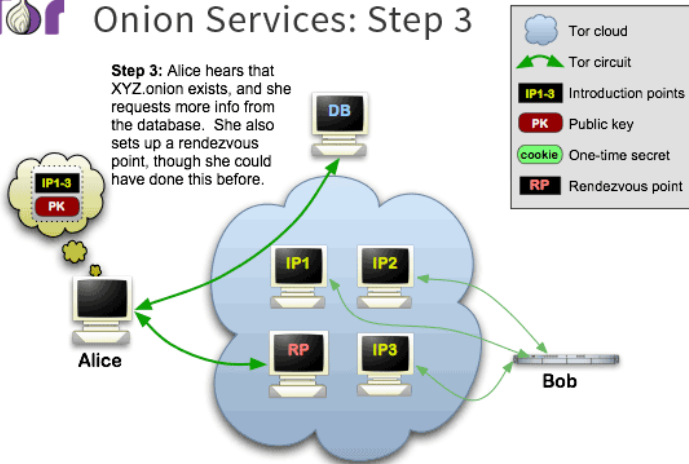 Tor
Onion Services: Step 3
Step 3: Alice hears that
XYZ.onion exists, and she
requests more info from
the database.  She also
sets up a rendezvous
point, though she could
have done this before.
DB
IP1-3
PK
IP1
IP2
RP
IP3
Alice
Bob
Tor cloud
Tor circuit
IP1-3 Introduction points
PK Public key
cookie One-time secret
RP Rendezvous point